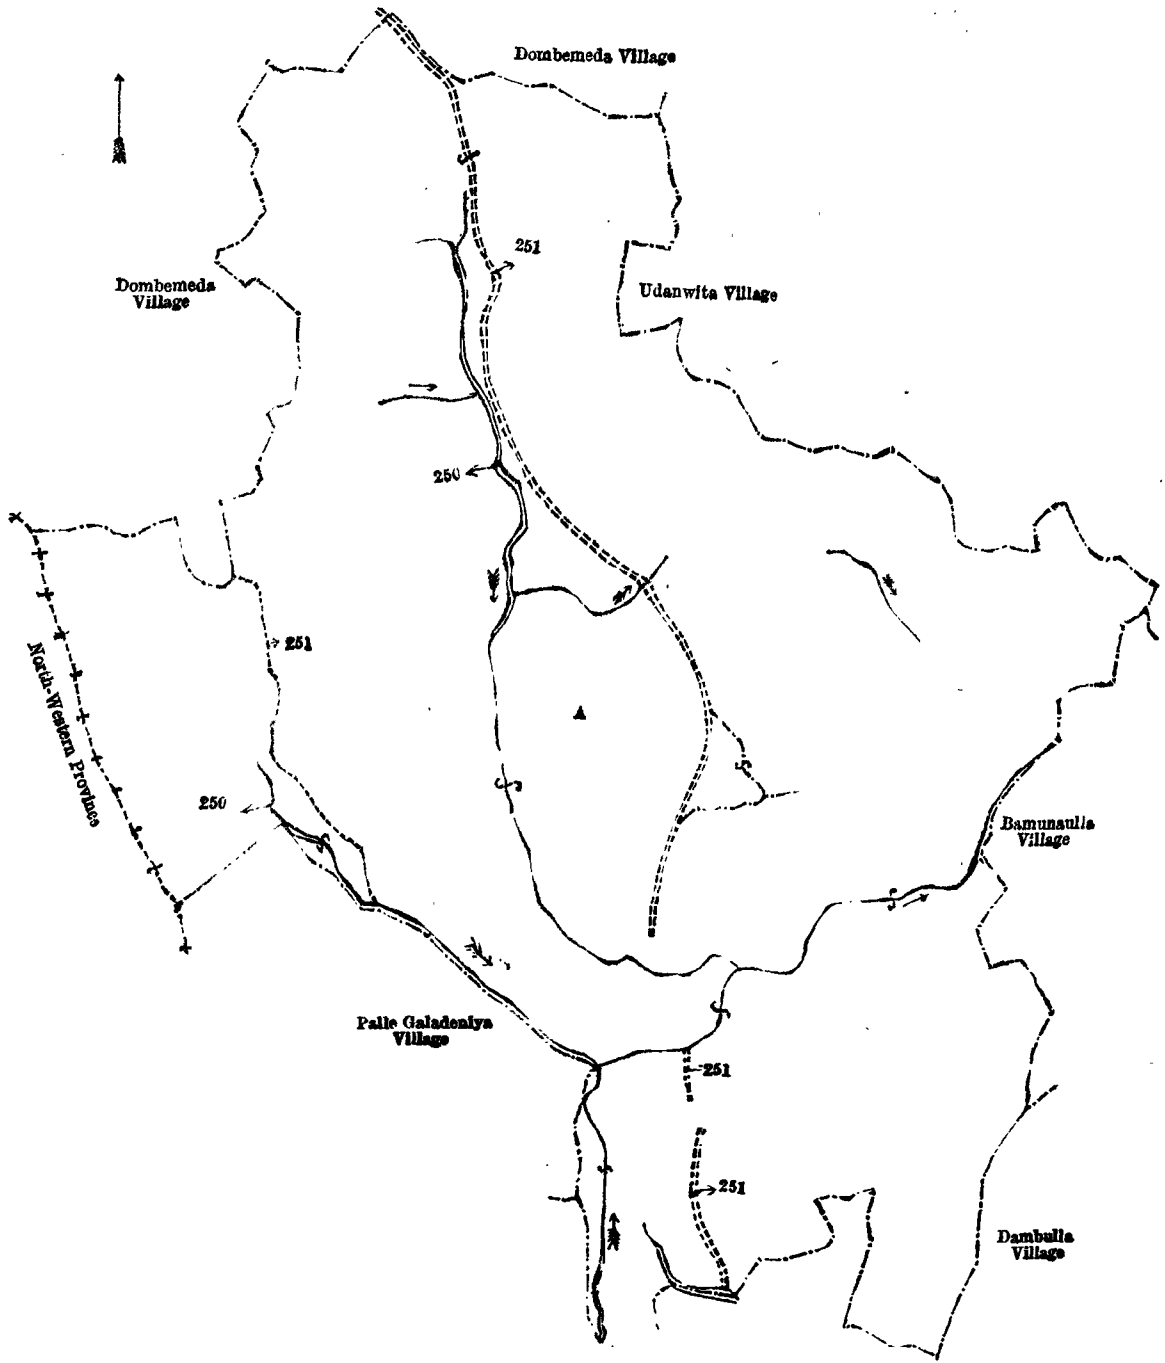 Dombemeda Village
251
Dombemeda
Village
Udanwita Village
250
251
North-Western Province
250
Bamunaulla
Village
Palle Galadeniya
Village
251
251
Dambulla
Village